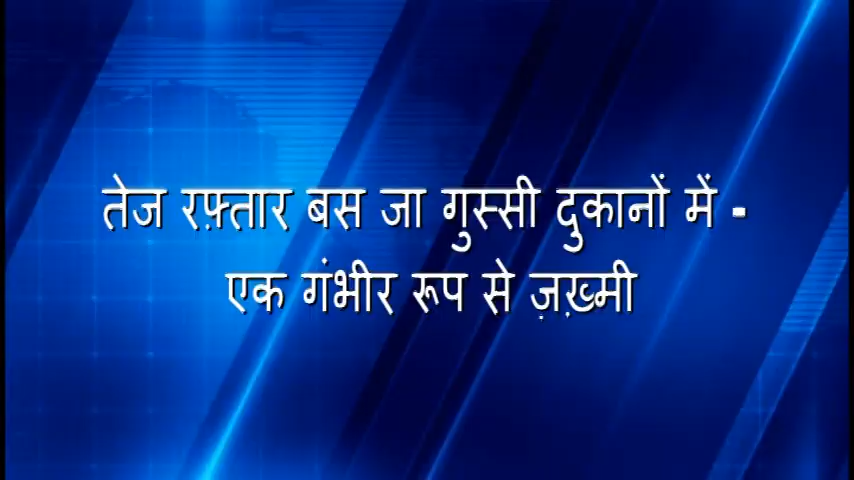 तेज रफ़्तार बस जा गुस्सी दुकानों में -
एक गंभीर रूप से ज़ख़्मी